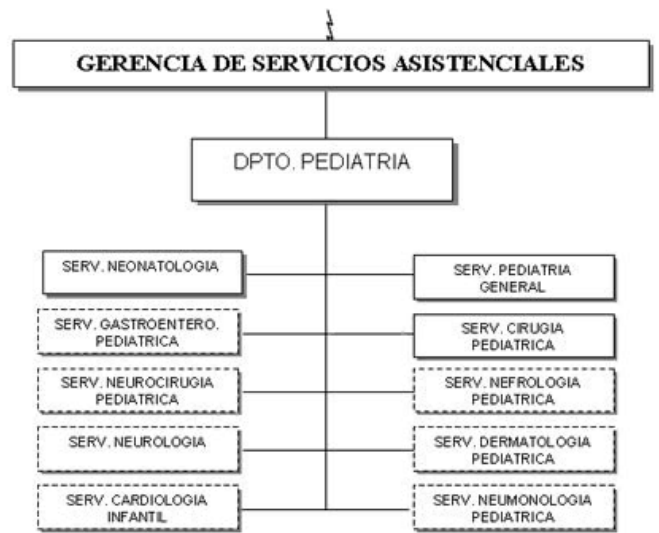 GERENCIA DE SERVICIOS ASISTENCIALES
DPTO. PEDIATRIA
SERV. NEONATOLOGIA
SERV. PEDIATRIA
GENERAL
SERV. GASTROENTERO.
PEDIATRICA
SERV. CIRUGIA
PEDIATRICA
SERV. NEUROCIRUGIA
PEDIATRICA
SERV. NEFROLOGIA
PEDIATRICA
SERV. NEUROLOGIA
SERV. DERMATOLOGIA
PEDIATRICA
SERV. CARDIOLOGIA
INFANTIL
SERV. NEUMONOLOGIA
PEDIATRICA